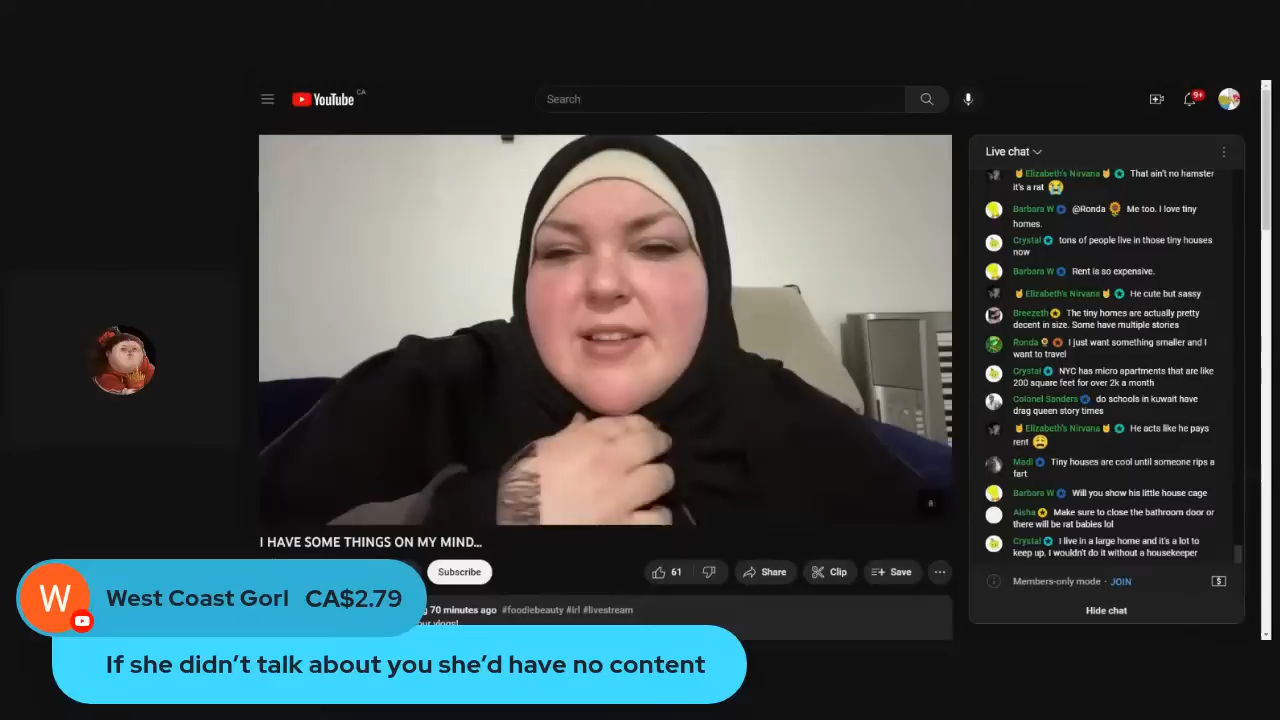 YouTube CA
Search
9+
Live chat
Elizabeth's Nirvana That ain't no hamster
it's a rat 😭
Barbara W @Ronda 🌻 Me too. I love tiny
homes.
Crystal tons of people live in those tiny houses
now
Barbara W Rent is so expensive.
Elizabeth's Nirvana He cute but sassy
Breezeth The tiny homes are actually pretty
decent in size. Some have multiple stories
Ronda I just want something smaller and I
want to travel
Crystal NYC has micro apartments that are like
200 square feet for over 2k a month
Colonel Sanders do schools in kuwait have
drag queen story times
Elizabeth's Nirvana He acts like he pays
rent 😩
Madi Tiny houses are cool until someone rips a
fart
Barbara W Will you show his little house cage
Aisha Make sure to close the bathroom door or
there will be rat babies lol
Crystal I live in a large home and it's a lot to
keep up. I wouldn't do it without a housekeeper
Members-only mode · JOIN
Hide chat
I HAVE SOME THINGS ON MY MIND...
Subscribe
61
Share
Clip
Save
70 minutes ago #foodiebeauty #irl #livestream
vlogs!
W
West Coast Gorl CA$2.79
If she didn't talk about you she'd have no content